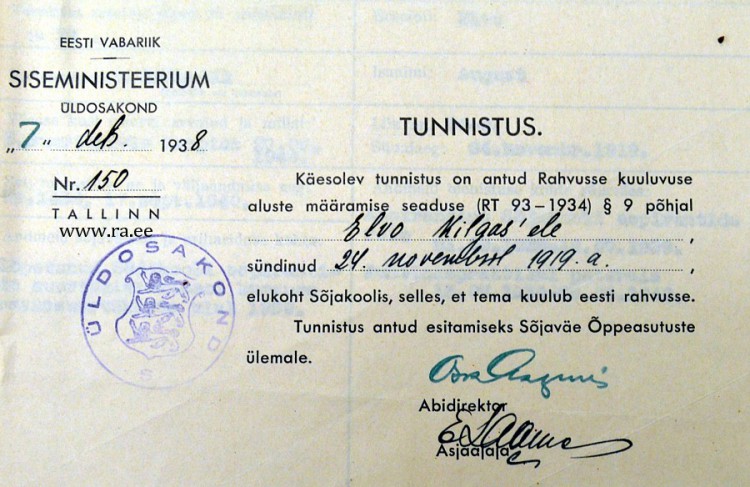 EESTI VABARIIK
SISEMINISTEERIUM
ÜLDOSAKOND
„7" deb. 1938
Nr. 150
TALLINN
www.ra.ee
ÜLDOSAKOND
TUNNISTUS.
Käesolev tunnistus on antud Rahvusse kuuluvuse
aluste määramise seaduse (RT 93 – 1934) § 9 põhjal
Elvo Kilgas'ele,
sündinud 24. novembril 1919. a.,
elukoht Sõjakoolis, selles, et tema kuulub eesti rahvusse.
Tunnistus antud esitamiseks Sõjaväe Õppeasutuste
ülemale.
Abidirektor
Asjaajaja